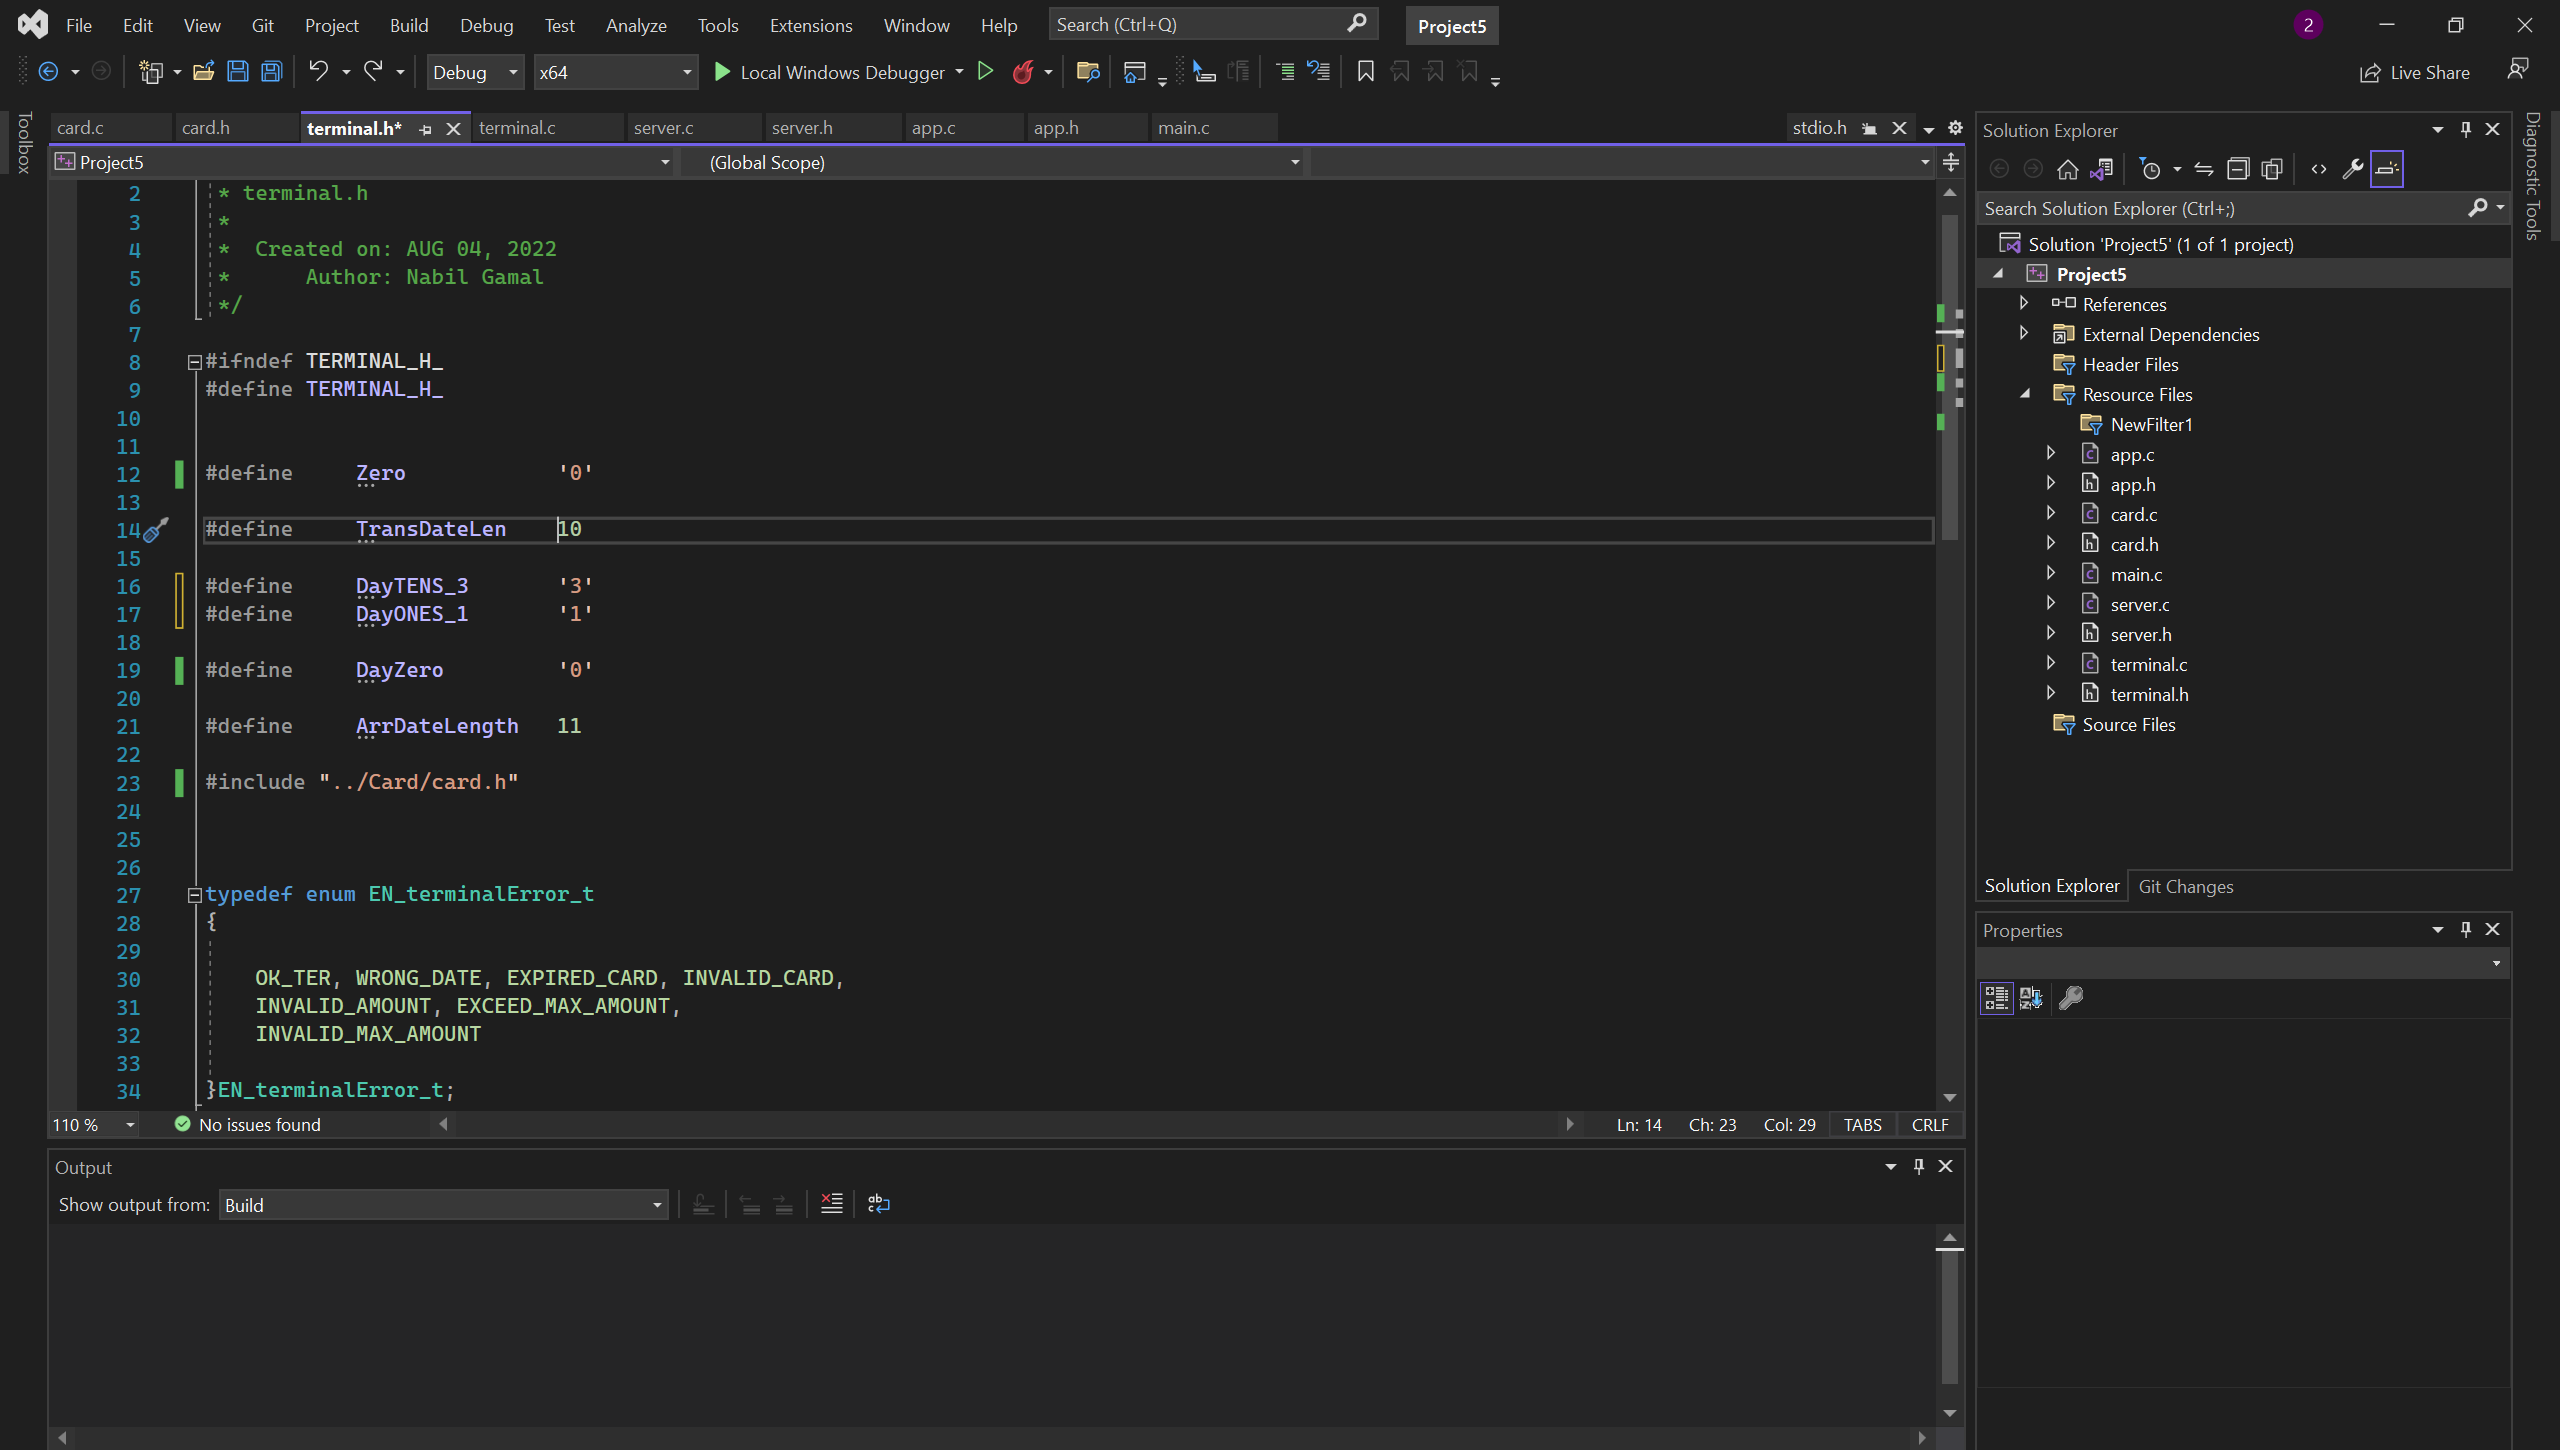 File Edit View Git Project Build Debug Test Analyze Tools Extensions Window Help Search (Ctrl+Q) Project5 2
Debug x64 Local Windows Debugger Live Share
Toolbox
card.c card.h terminal.h* terminal.c server.c server.h app.c app.h main.c stdio.h
Project5 (Global Scope)
2 * terminal.h
3 *
4 * Created on: AUG 04, 2022
5 * Author: Nabil Gamal
6 */
7
8 #ifndef TERMINAL_H_
9 #define TERMINAL_H_
10
11
12 #define Zero '0'
13
14 #define TransDateLen 10
15
16 #define DayTENS_3 '3'
17 #define DayONES_1 '1'
18
19 #define DayZero '0'
20
21 #define ArrDateLength 11
22
23 #include "../Card/card.h"
24
25
26
27 typedef enum EN_terminalError_t
28 {
29
30 OK_TER, WRONG_DATE, EXPIRED_CARD, INVALID_CARD,
31 INVALID_AMOUNT, EXCEED_MAX_AMOUNT,
32 INVALID_MAX_AMOUNT
33
34 }EN_terminalError_t;
110 % No issues found Ln: 14 Ch: 23 Col: 29 TABS CRLF
Output
Show output from: Build
Solution Explorer
Search Solution Explorer (Ctrl+;)
Solution 'Project5' (1 of 1 project)
Project5
References
External Dependencies
Header Files
Resource Files
NewFilter1
app.c
app.h
card.c
card.h
main.c
server.c
server.h
terminal.c
terminal.h
Source Files
Solution Explorer Git Changes
Properties
Diagnostic Tools